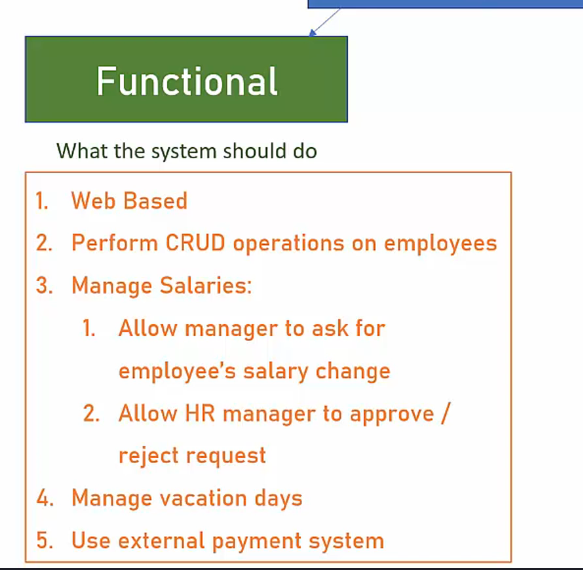 Functional
What the system should do
1. Web Based
2. Perform CRUD operations on employees
3. Manage Salaries:
1. Allow manager to ask for
employee's salary change
2. Allow HR manager to approve /
reject request
4. Manage vacation days
5. Use external payment system